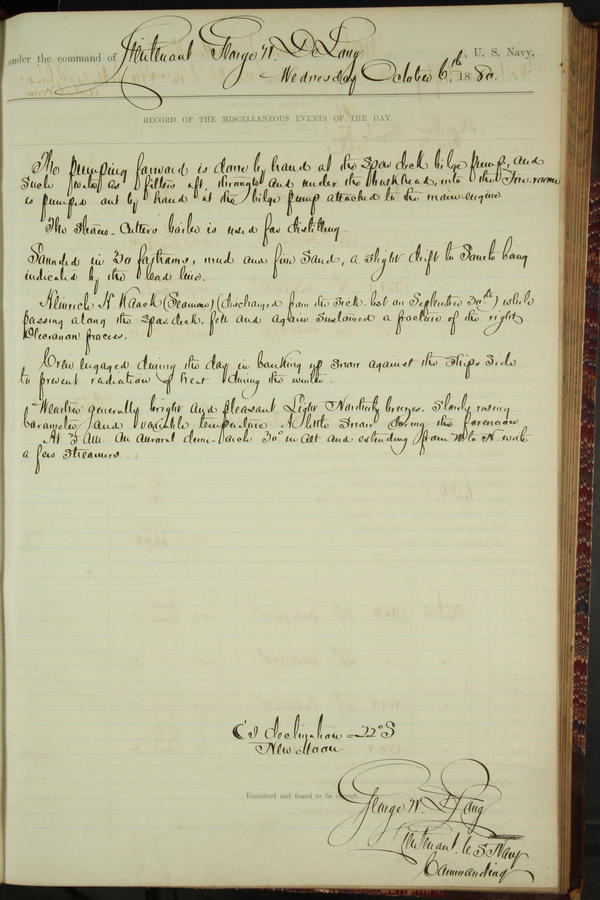 under the command of Lieutenant George W. De Long, U. S. Navy,
Wednesday October 6th, 1880.
RECORD OF THE MISCELLANEOUS EVENTS OF THE DAY.
The pumping forward is done by hand at the spar deck bilge pump, and
such water as filters aft, through and under the bulkhead, into the Fire-room
is pumped out by hand at the bilge pump attached to the main engine
The Steam-Cutters boiler is used for distilling.
Sounded in 30 fathoms, mud and fine sand, a slight drift to South being
indicated by the lead line.
Heinrich H Kaack (Seaman) (discharged from the sick list on September 30th) while
passing along the spar deck, fell and again sustained a fracture of the right
Olecranon process.
Crew engaged during the day in banking up snow against the ships side
to prevent radiation of heat during the winter.
Weather generally bright and pleasant Light Northerly breezes. Slowly rising
barometer and variable temperature. A little snow during the forenoon
At 3 A.M. an auroral demi-arch 30° in alt and extending from W to N. with
a few streamers.
C's declination = 22° S
New Moon.
Examined and found to be correct.
George W. De Long
Lieutenant. U S Navy
Commanding